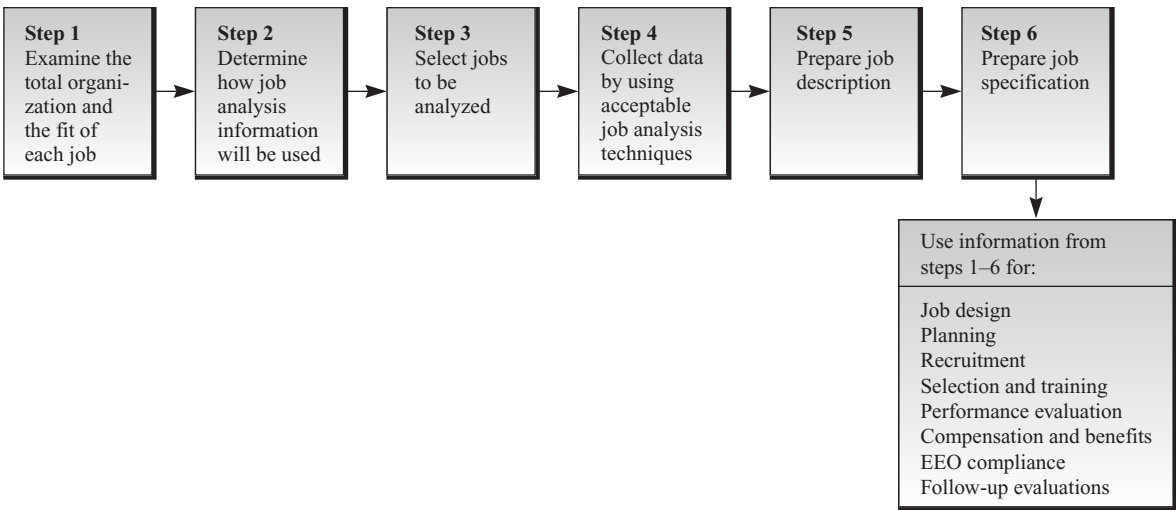 Step 1
Examine the
total organi-
zation and
the fit of
each job
Step 2
Determine
how job
analysis
information
will be used
Step 3
Select jobs
to be
analyzed
Step 4
Collect data
by using
acceptable
job analysis
techniques
Step 5
Prepare job
description
Step 6
Prepare job
specification
Use information from
steps 1–6 for:
Job design
Planning
Recruitment
Selection and training
Performance evaluation
Compensation and benefits
EEO compliance
Follow-up evaluations